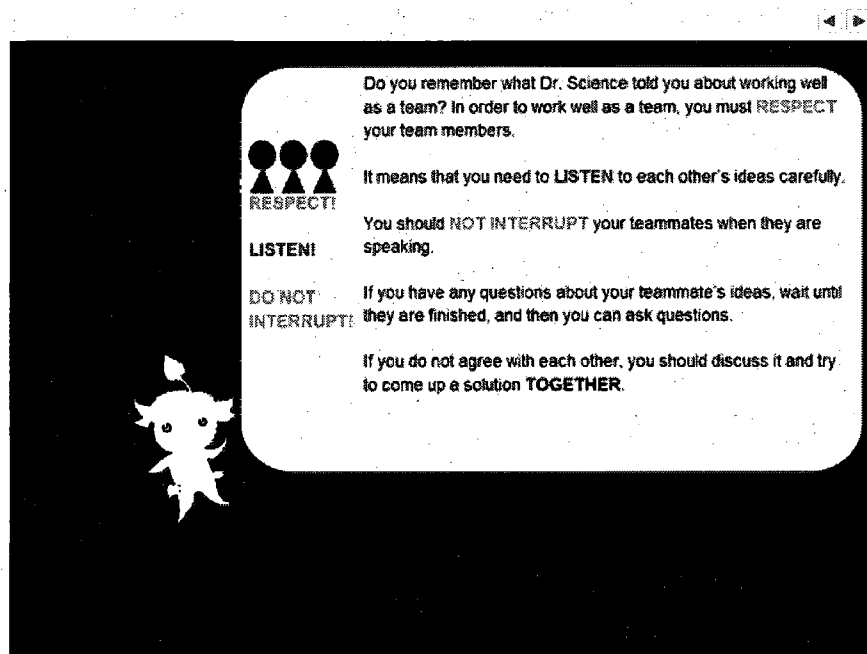 Do you remember what Dr. Science told you about working well
as a team? In order to work well as a team, you must RESPECT
your team members.
It means that you need to LISTEN to each other's ideas carefully.
You should NOT INTERRUPT your teammates when they are
speaking.
If you have any questions about your teammate's ideas, wait until
they are finished, and then you can ask questions.
If you do not agree with each other, you should discuss it and try
to come up a solution TOGETHER.
RESPECT!
LISTEN!
DO NOT
INTERRUPT!